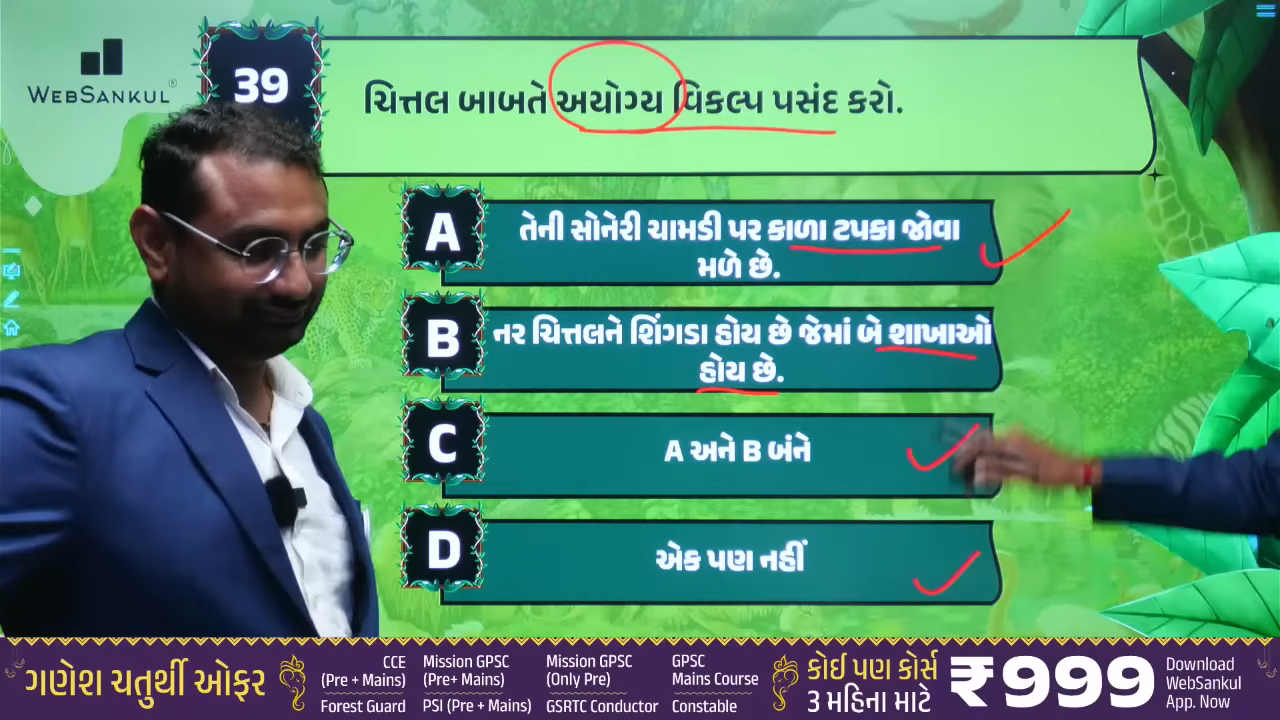 WEBSANKUL®
39
ચિત્તલ બાબતે અયોગ્ય વિકલ્પ પસંદ કરો.
A
તેની સોનેરી ચામડી પર કાળા ટપકા જોવા
મળે છે.
B
નર ચિત્તલને શિંગડા હોય છે જેમાં બે શાખાઓ
હોય છે.
C
A અને B બંને
D
એક પણ નહીં
ગણેશ ચતુર્થી ઓફર
CCE
(Pre + Mains)
Forest Guard
Mission GPSC
(Pre+ Mains)
PSI (Pre + Mains)
Mission GPSC
(Only Pre)
GSRTC Conductor
GPSC
Mains Course
Constable
કોઈ પણ કોર્સ
3 મહિના માટે
₹999
Download
WebSankul
App. Now